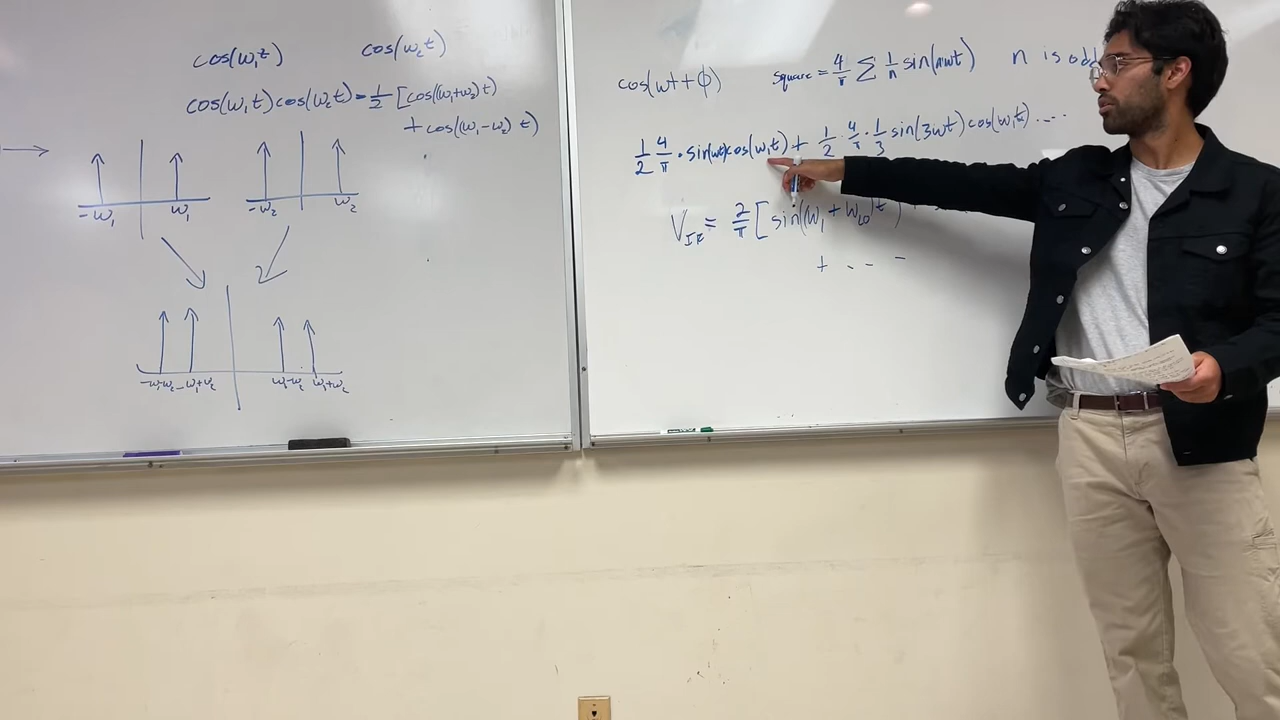 cos(ω₁t) cos(ω₂t)
cos(ω₁t)cos(ω₂t)=1/2 [cos((ω₁+ω₂)t)
+ cos((ω₁-ω₂) t)
-ω₁ ω₁ -ω₂ ω₂
-ω₁-ω₂ -ω₁+ω₂ ω₁-ω₂ ω₁+ω₂
cos(ωt+ϕ) Square = 4/π ∑ 1/n sin(nωt) n is odd
1/2 4/π · sin(ωt)cos(ω₁t) + 1/2 · 4/π · 1/3 sin(3ωt)cos(ω₁t)....
V_IF = 2/π [ sin((ω₁ + ω_LO)t)
+ - - -